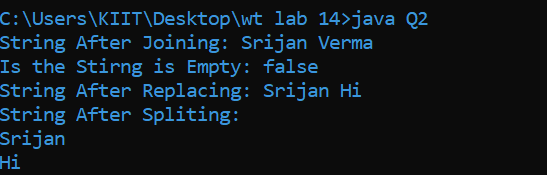 C:\Users\KIIT\Desktop\wt lab 14>java Q2
String After Joining: Srijan Verma
Is the Stirng is Empty: false
String After Replacing: Srijan Hi
String After Spliting:
Srijan
Hi